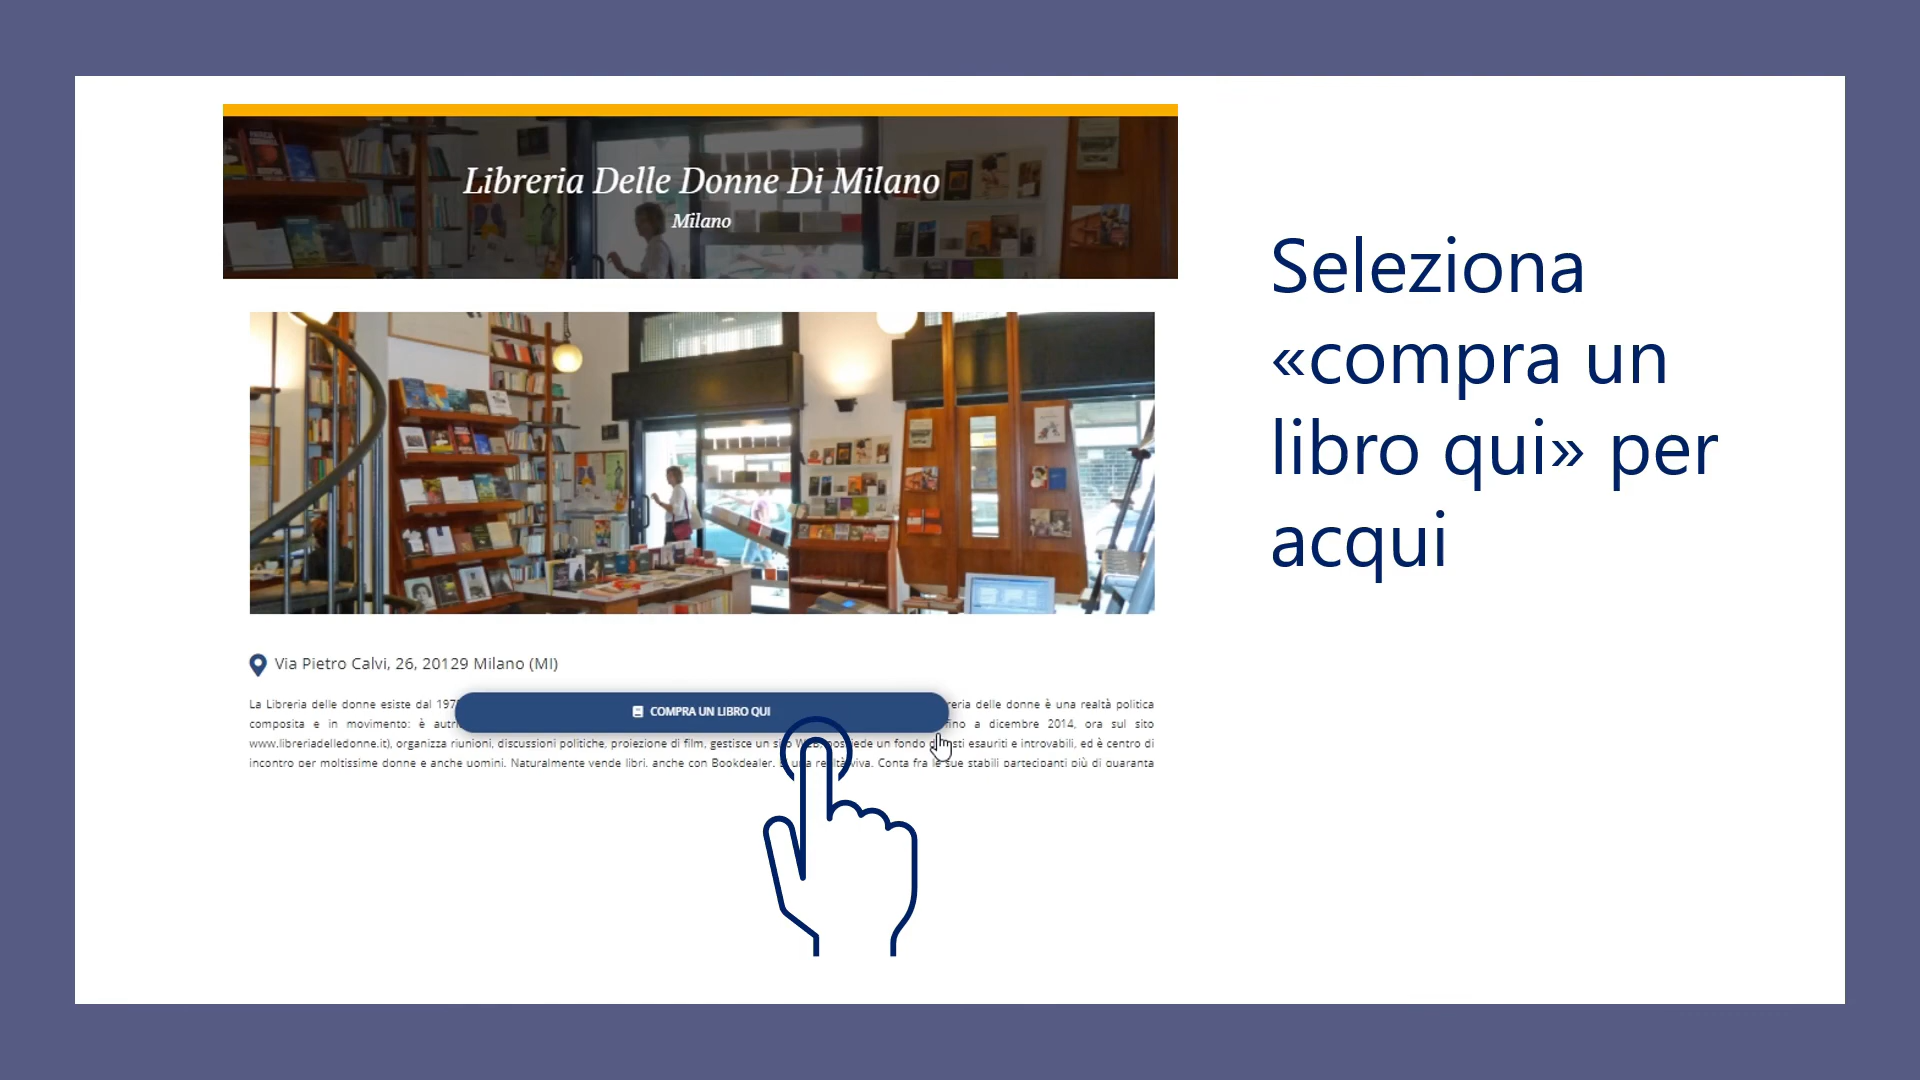 Libreria Delle Donne Di Milano
Milano
Seleziona
«compra un
libro qui» per
acqui
Via Pietro Calvi, 26, 20129 Milano (MI)
La Libreria delle donne esiste dal delle donne è una realtà politica
COMPRA UN LIBRO QUI
composita e in movimento: è a dicembre 2014, ora sul sito
www.libreriadelledonne.it), organizza riunioni, discussioni politiche, proiezione di film, gestisce un un fondo esauriti e introvabili, ed è centro di
incontro per moltissime donne e anche uomini. Naturalmente vende libri, anche con Bookdealer. viva. Conta fra le sue stabili partecipanti più di quaranta